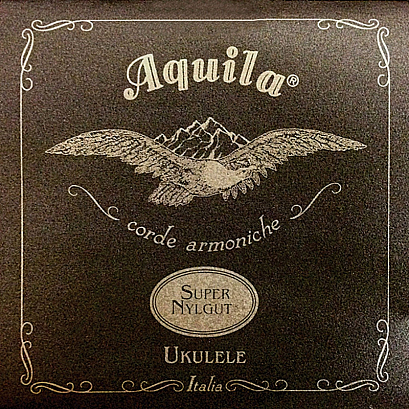 Aquila®
corde armoniche
SUPER
NYLGUT
UKULELE
Italia